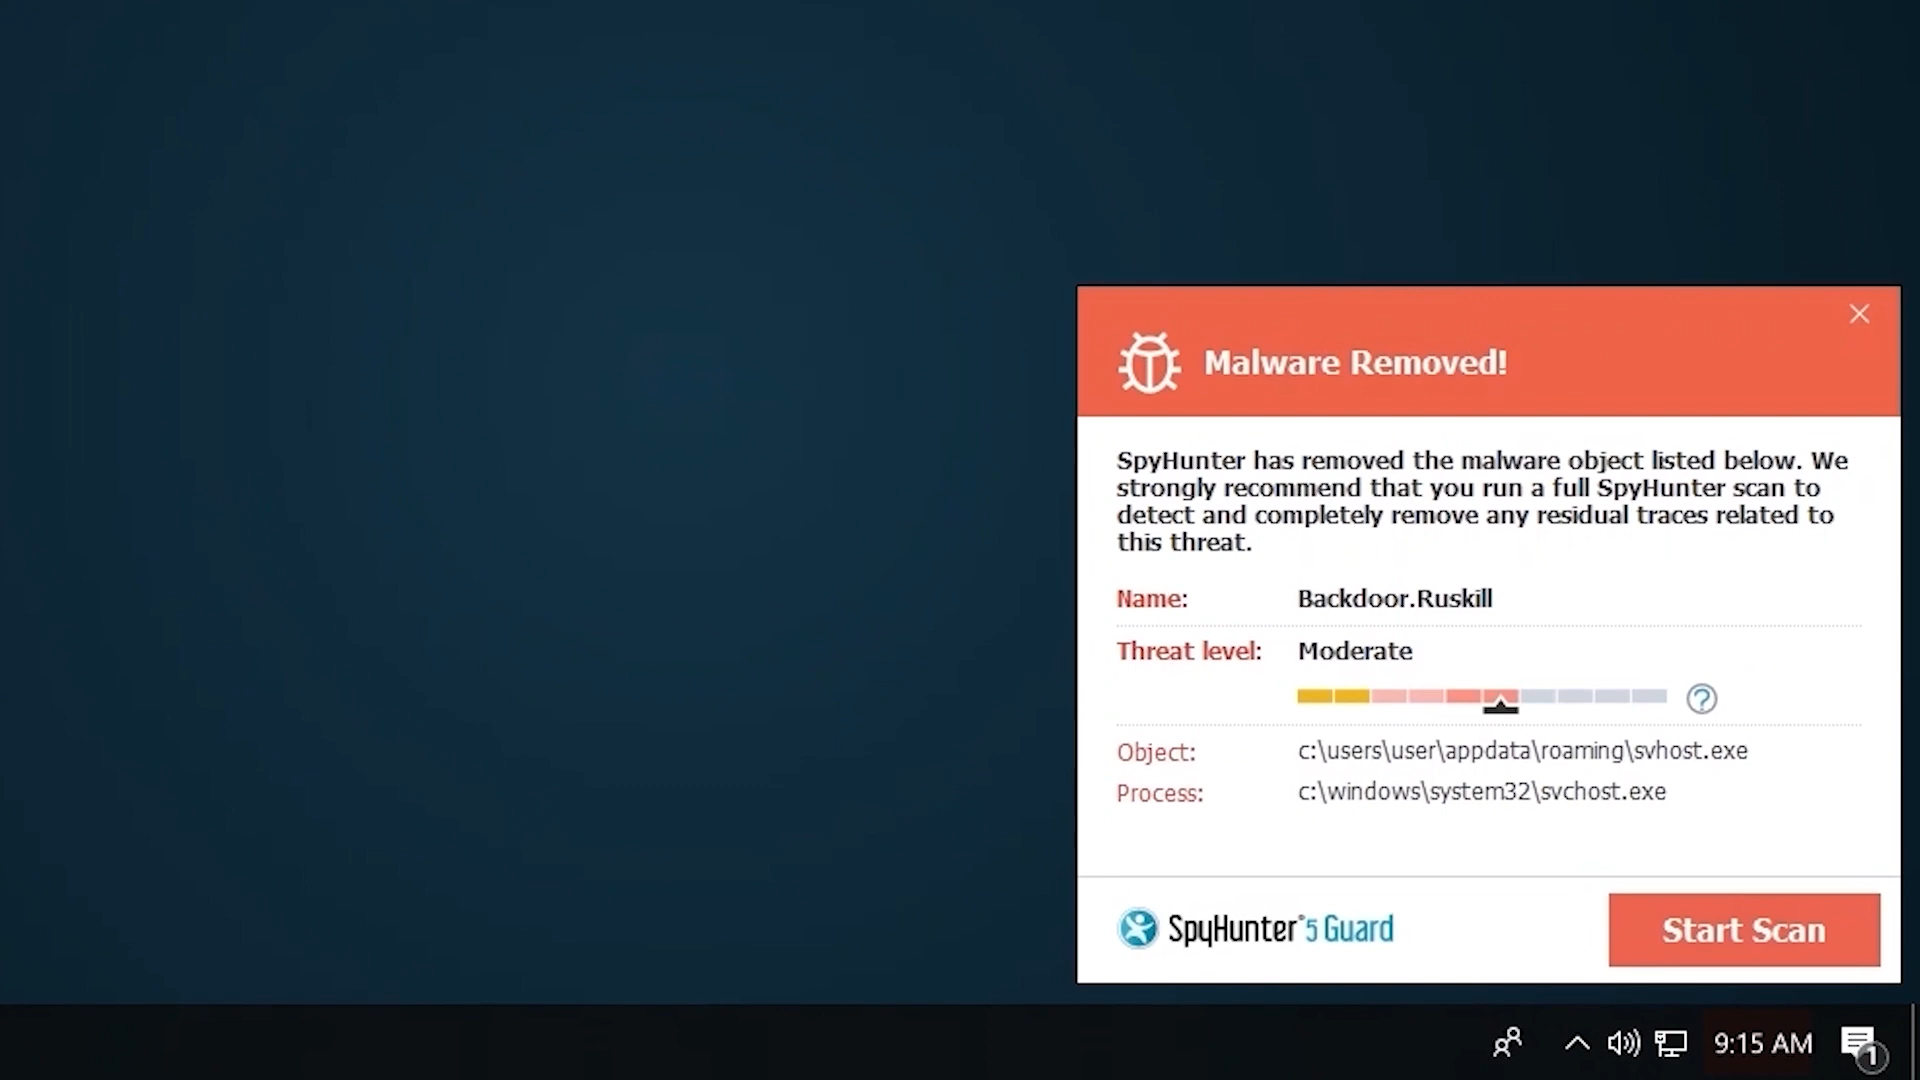 Malware Removed!
SpyHunter has removed the malware object listed below. We
strongly recommend that you run a full SpyHunter scan to
detect and completely remove any residual traces related to
this threat.
Name: Backdoor.Ruskill
Threat level: Moderate
?
Object: c:\users\user\appdata\roaming\svhost.exe
Process: c:\windows\system32\svchost.exe
SpyHunter®5 Guard
Start Scan
9:15 AM
1